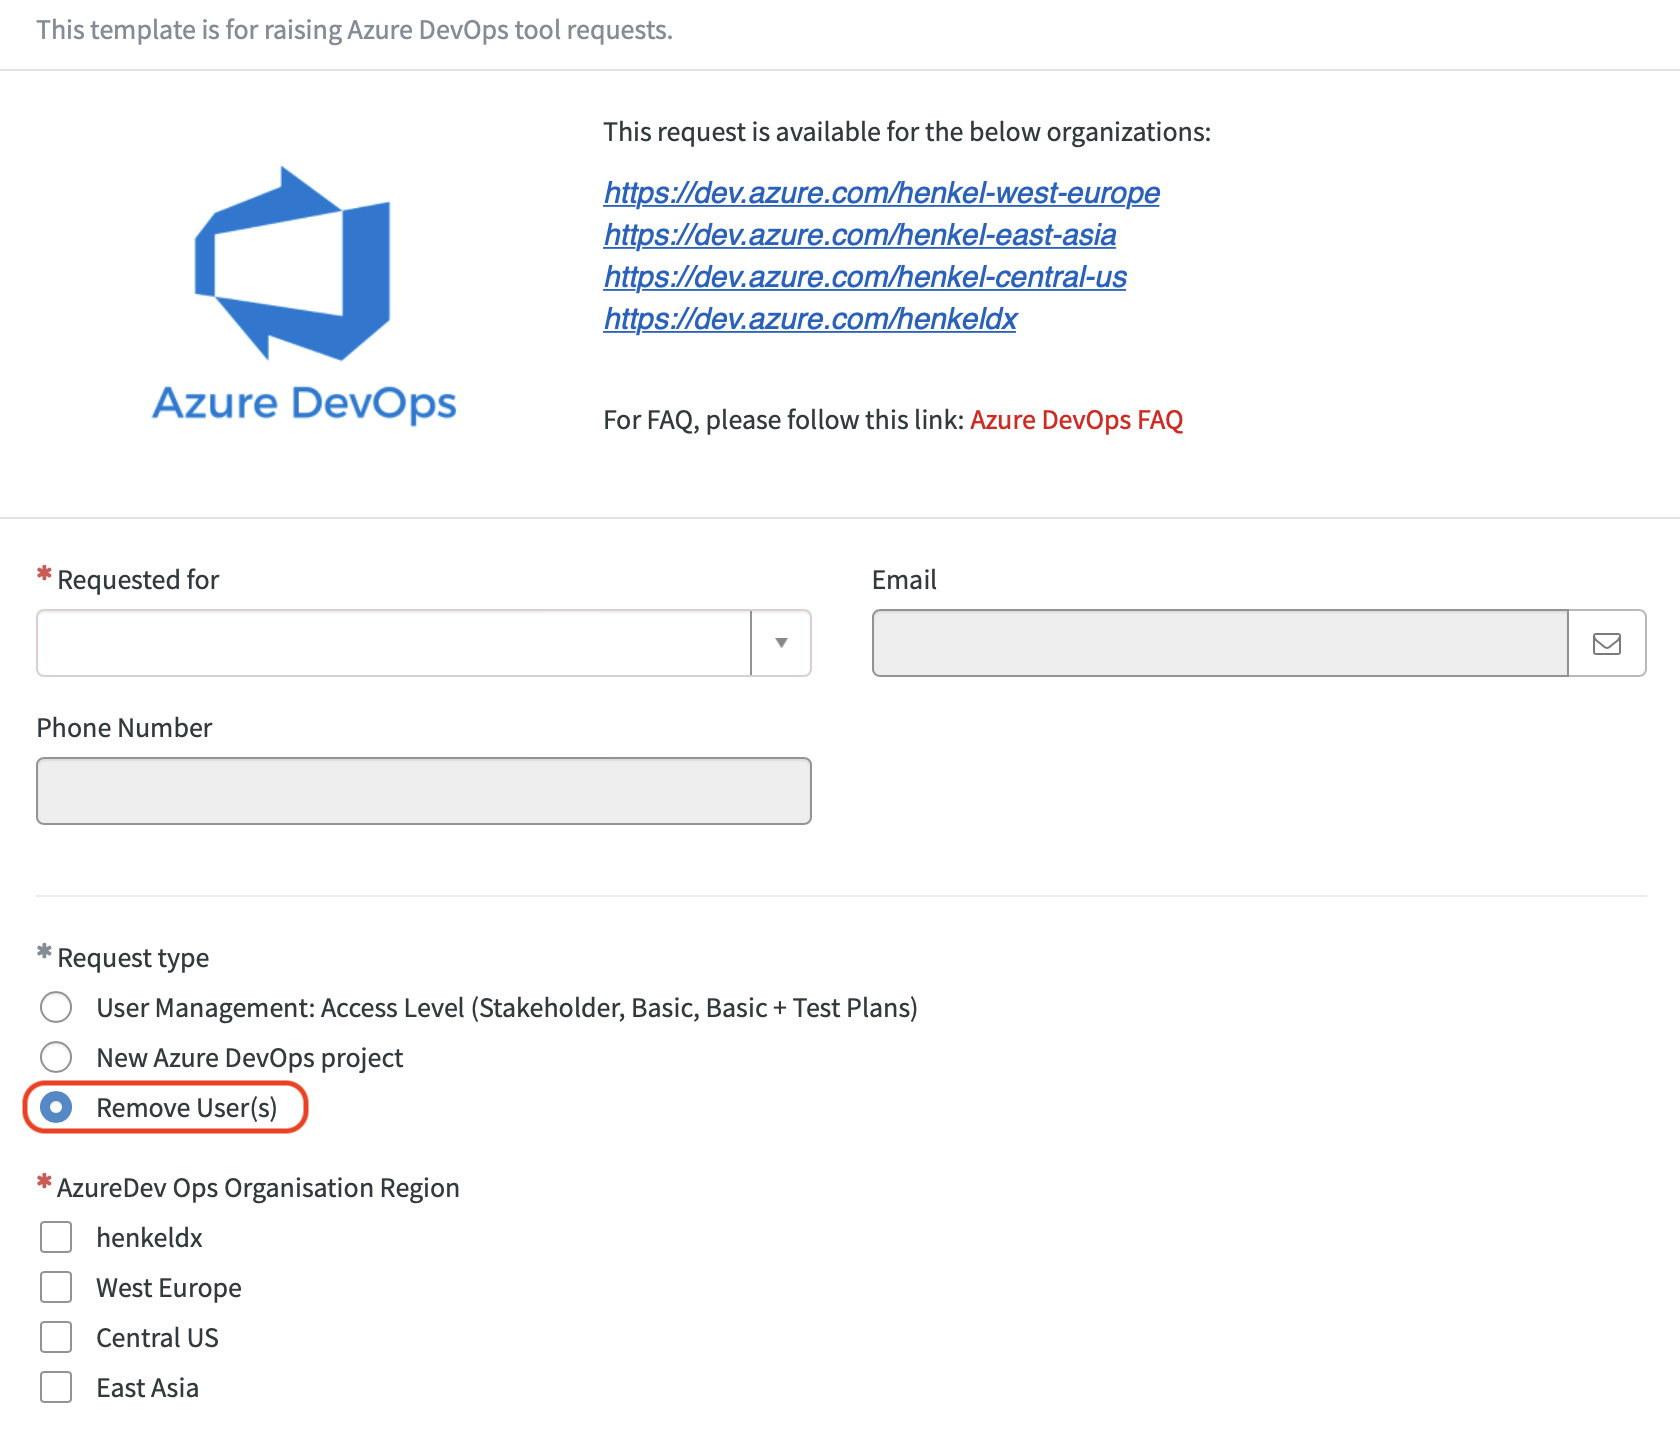 This template is for raising Azure DevOps tool requests.
This request is available for the below organizations:
https://dev.azure.com/henkel-west-europe
https://dev.azure.com/henkel-east-asia
https://dev.azure.com/henkel-central-us
https://dev.azure.com/henkeldx
Azure DevOps
For FAQ, please follow this link: Azure DevOps FAQ
* Requested for
Email
Phone Number
* Request type
User Management: Access Level (Stakeholder, Basic, Basic + Test Plans)
New Azure DevOps project
Remove User(s)
* AzureDev Ops Organisation Region
henkeldx
West Europe
Central US
East Asia